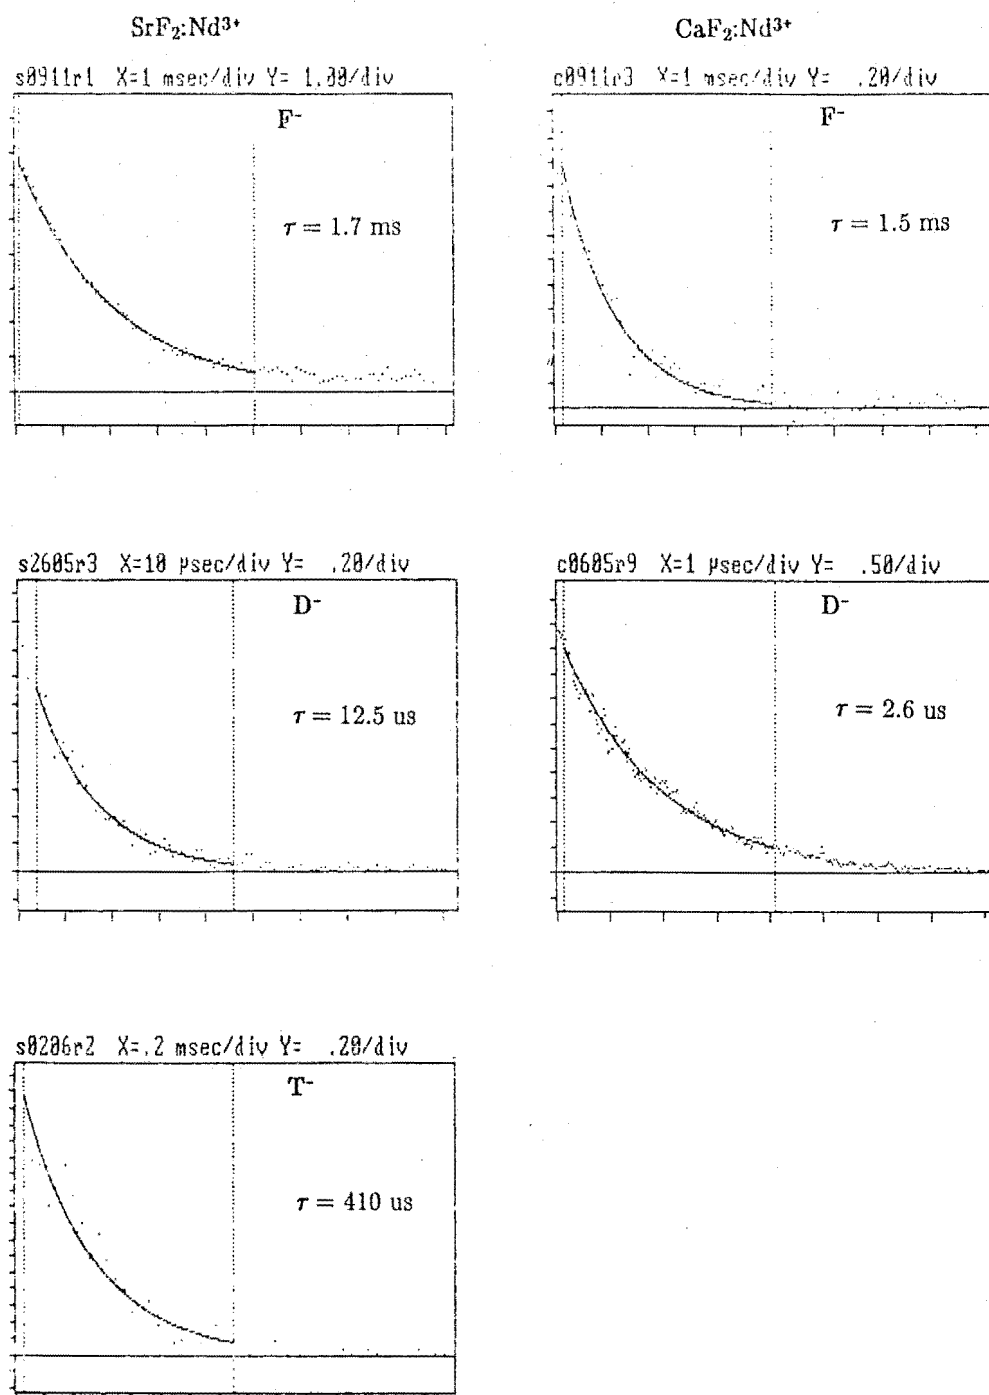 SrF₂:Nd³⁺
CaF₂:Nd³⁺
s0911r1 X=1 msec/div Y= 1.00/div
F⁻
τ = 1.7 ms
c0911r3 X=1 msec/div Y= .20/div
F⁻
τ = 1.5 ms
s2605r3 X=10 μsec/div Y= .20/div
D⁻
τ = 12.5 us
c0605r9 X=1 μsec/div Y= .50/div
D⁻
τ = 2.6 us
s0206r2 X=.2 msec/div Y= .20/div
T⁻
τ = 410 us